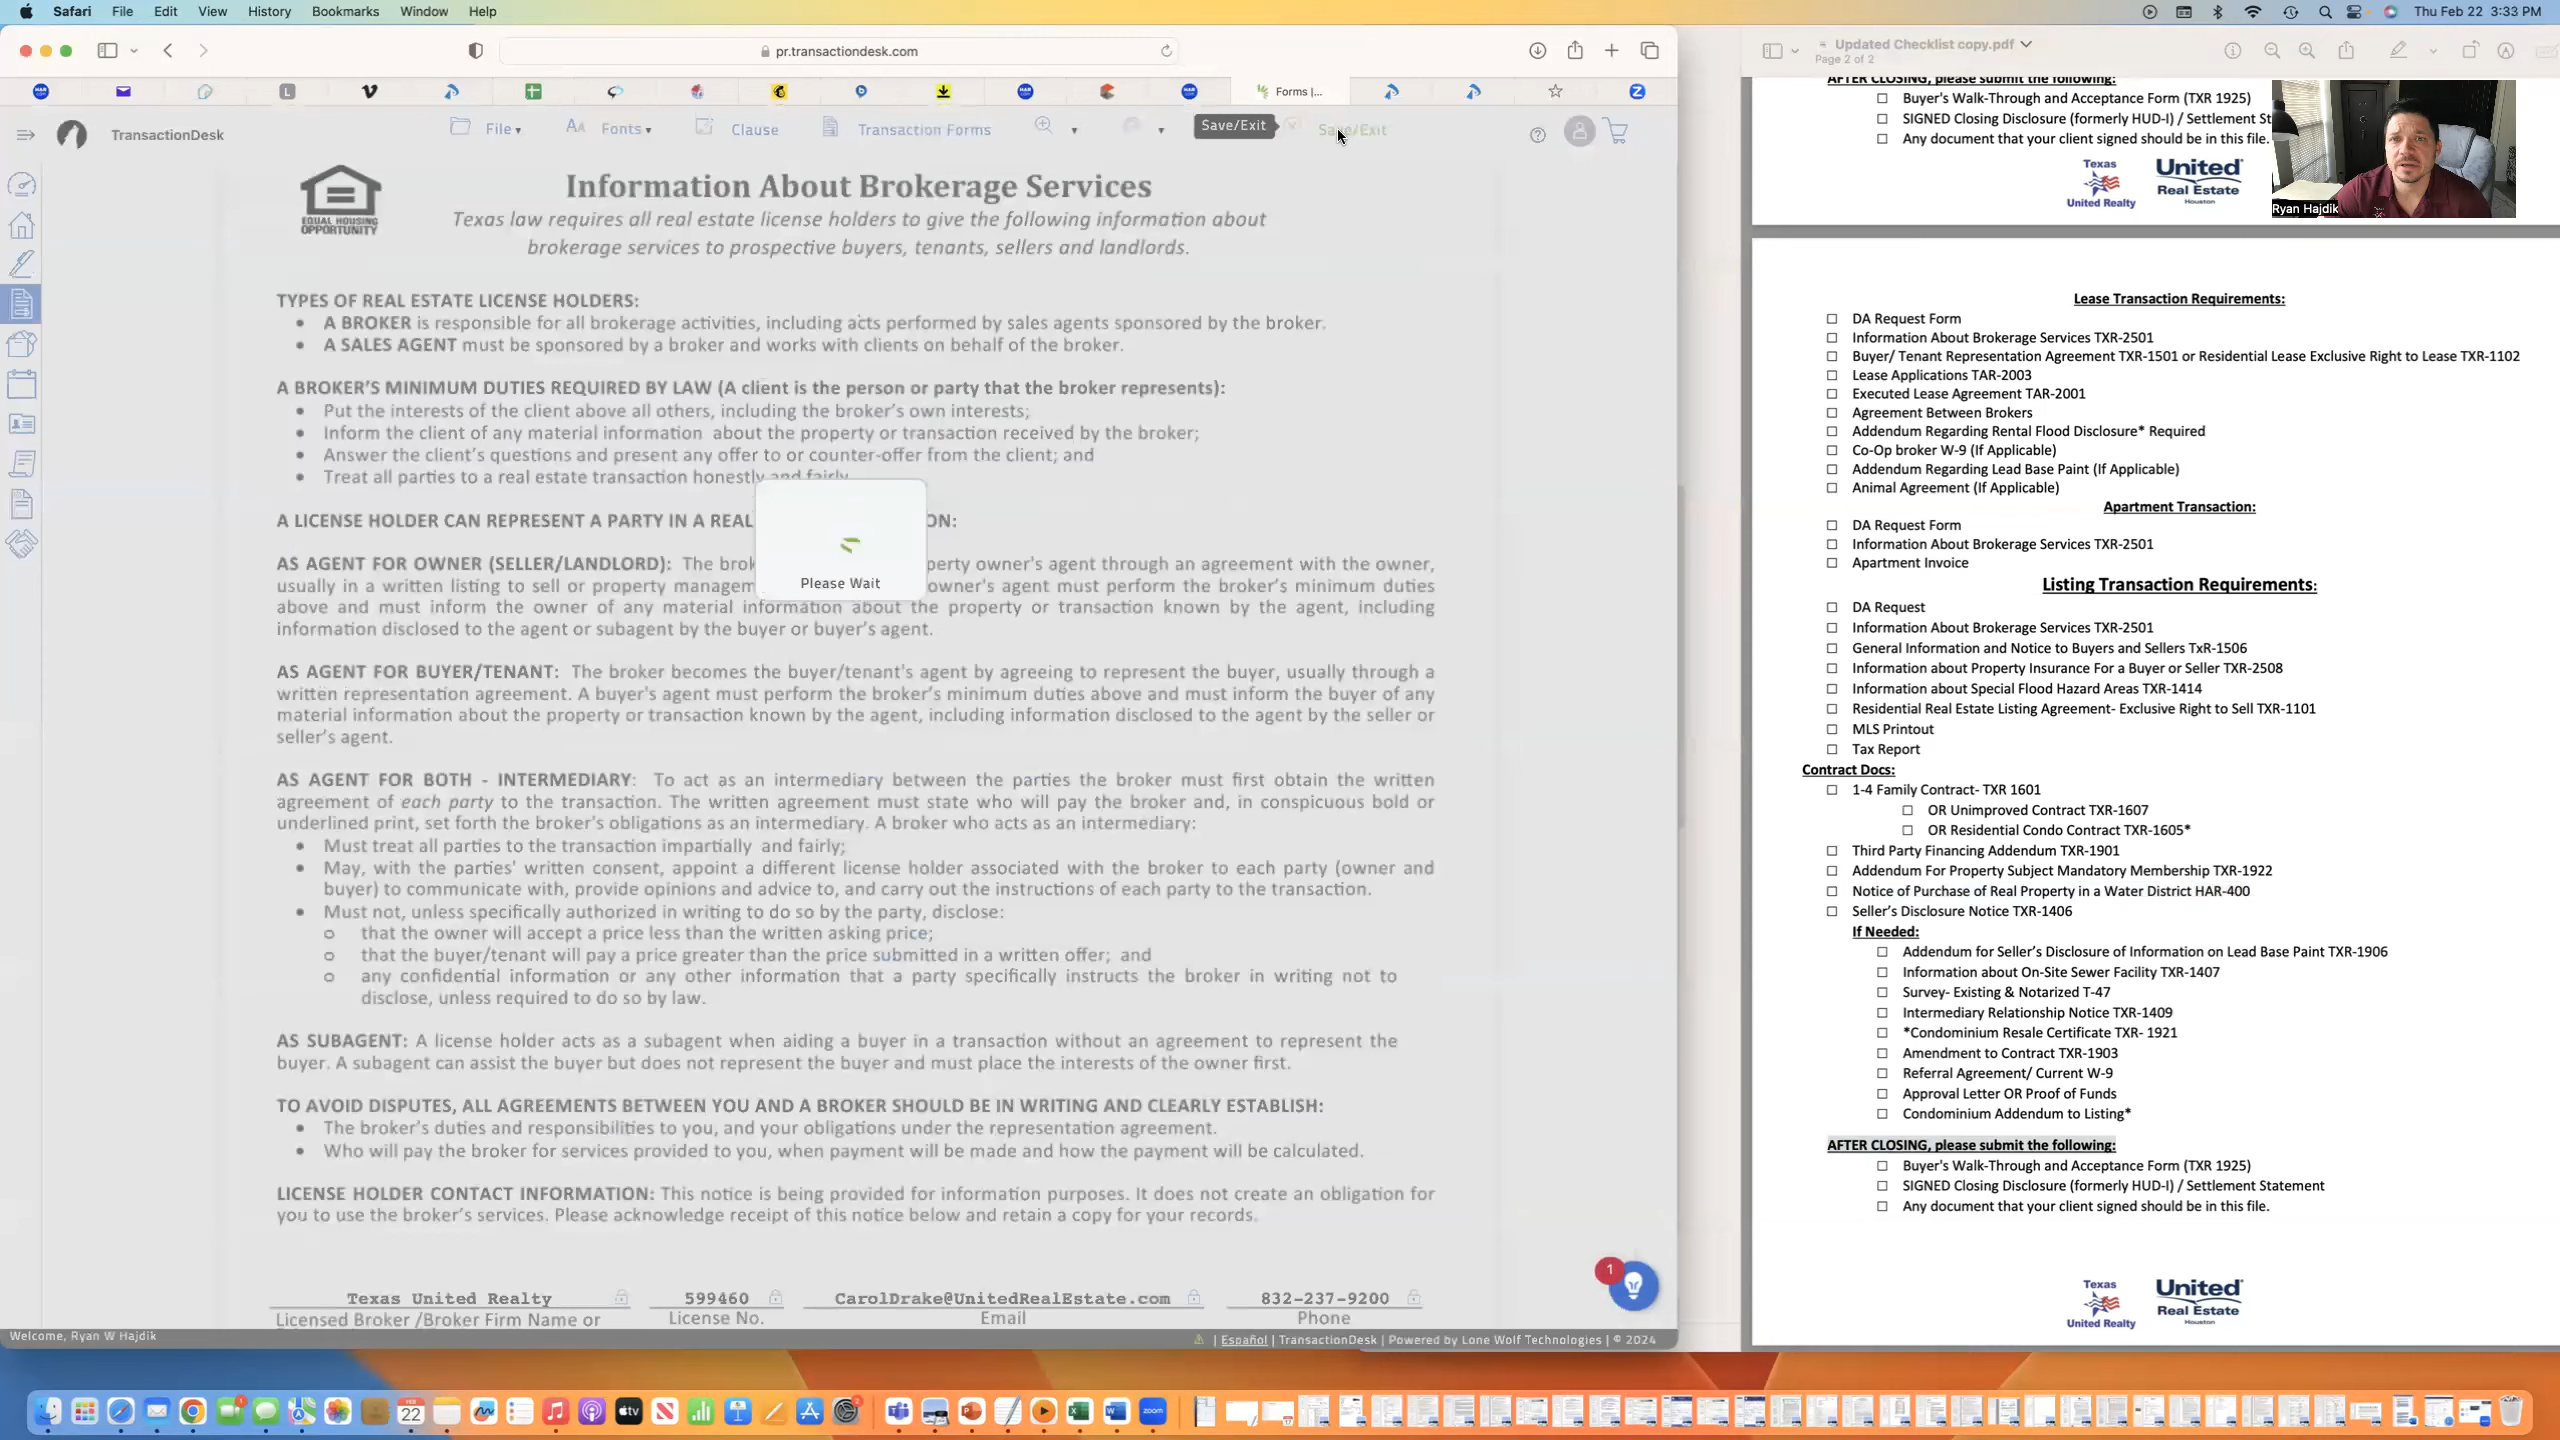 Safari File Edit View History Bookmarks Window Help
Thu Feb 22 3:33 PM
pr.transactiondesk.com
L
Forms |...
TransactionDesk
File
Fonts
Clause
Transaction Forms
Save/Exit
Save/Exit
EQUAL HOUSING
OPPORTUNITY
Information About Brokerage Services
Texas law requires all real estate license holders to give the following information about
brokerage services to prospective buyers, tenants, sellers and landlords.
TYPES OF REAL ESTATE LICENSE HOLDERS:
• A BROKER is responsible for all brokerage activities, including acts performed by sales agents sponsored by the broker.
• A SALES AGENT must be sponsored by a broker and works with clients on behalf of the broker.
A BROKER'S MINIMUM DUTIES REQUIRED BY LAW (A client is the person or party that the broker represents):
• Put the interests of the client above all others, including the broker's own interests;
• Inform the client of any material information about the property or transaction received by the broker;
• Answer the client's questions and present any offer to or counter-offer from the client; and
• Treat all parties to a real estate transaction honestly and fairly.
A LICENSE HOLDER CAN REPRESENT A PARTY IN A REAL ON:
AS AGENT FOR OWNER (SELLER/LANDLORD): The brok perty owner's agent through an agreement with the owner,
usually in a written listing to sell or property managem owner's agent must perform the broker's minimum duties
above and must inform the owner of any material information about the property or transaction known by the agent, including
information disclosed to the agent or subagent by the buyer or buyer's agent.
Please Wait
AS AGENT FOR BUYER/TENANT: The broker becomes the buyer/tenant's agent by agreeing to represent the buyer, usually through a
written representation agreement. A buyer's agent must perform the broker's minimum duties above and must inform the buyer of any
material information about the property or transaction known by the agent, including information disclosed to the agent by the seller or
seller's agent.
AS AGENT FOR BOTH - INTERMEDIARY: To act as an intermediary between the parties the broker must first obtain the written
agreement of each party to the transaction. The written agreement must state who will pay the broker and, in conspicuous bold or
underlined print, set forth the broker's obligations as an intermediary. A broker who acts as an intermediary:
• Must treat all parties to the transaction impartially and fairly;
• May, with the parties' written consent, appoint a different license holder associated with the broker to each party (owner and
buyer) to communicate with, provide opinions and advice to, and carry out the instructions of each party to the transaction.
• Must not, unless specifically authorized in writing to do so by the party, disclose:
o that the owner will accept a price less than the written asking price;
o that the buyer/tenant will pay a price greater than the price submitted in a written offer; and
o any confidential information or any other information that a party specifically instructs the broker in writing not to
disclose, unless required to do so by law.
AS SUBAGENT: A license holder acts as a subagent when aiding a buyer in a transaction without an agreement to represent the
buyer. A subagent can assist the buyer but does not represent the buyer and must place the interests of the owner first.
TO AVOID DISPUTES, ALL AGREEMENTS BETWEEN YOU AND A BROKER SHOULD BE IN WRITING AND CLEARLY ESTABLISH:
• The broker's duties and responsibilities to you, and your obligations under the representation agreement.
• Who will pay the broker for services provided to you, when payment will be made and how the payment will be calculated.
LICENSE HOLDER CONTACT INFORMATION: This notice is being provided for information purposes. It does not create an obligation for
you to use the broker's services. Please acknowledge receipt of this notice below and retain a copy for your records.
Texas United Realty 599460 CarolDrake@UnitedRealEstate.com 832-237-9200
Licensed Broker /Broker Firm Name or License No. Email Phone
1
Welcome, Ryan W Hajdik
| Español | TransactionDesk | Powered by Lone Wolf Technologies | © 2024
Updated Checklist copy.pdf
Page 2 of 2
AFTER CLOSING, please submit the following:
Buyer's Walk-Through and Acceptance Form (TXR 1925)
SIGNED Closing Disclosure (formerly HUD-I) / Settlement St
Any document that your client signed should be in this file.
Texas
United Realty
United
Real Estate
Houston
Ryan Hajdik
Lease Transaction Requirements:
DA Request Form
Information About Brokerage Services TXR-2501
Buyer/ Tenant Representation Agreement TXR-1501 or Residential Lease Exclusive Right to Lease TXR-1102
Lease Applications TAR-2003
Executed Lease Agreement TAR-2001
Agreement Between Brokers
Addendum Regarding Rental Flood Disclosure* Required
Co-Op broker W-9 (If Applicable)
Addendum Regarding Lead Base Paint (If Applicable)
Animal Agreement (If Applicable)
Apartment Transaction:
DA Request Form
Information About Brokerage Services TXR-2501
Apartment Invoice
Listing Transaction Requirements:
DA Request
Information About Brokerage Services TXR-2501
General Information and Notice to Buyers and Sellers TxR-1506
Information about Property Insurance For a Buyer or Seller TXR-2508
Information about Special Flood Hazard Areas TXR-1414
Residential Real Estate Listing Agreement- Exclusive Right to Sell TXR-1101
MLS Printout
Tax Report
Contract Docs:
1-4 Family Contract- TXR 1601
OR Unimproved Contract TXR-1607
OR Residential Condo Contract TXR-1605*
Third Party Financing Addendum TXR-1901
Addendum For Property Subject Mandatory Membership TXR-1922
Notice of Purchase of Real Property in a Water District HAR-400
Seller's Disclosure Notice TXR-1406
If Needed:
Addendum for Seller's Disclosure of Information on Lead Base Paint TXR-1906
Information about On-Site Sewer Facility TXR-1407
Survey- Existing & Notarized T-47
Intermediary Relationship Notice TXR-1409
*Condominium Resale Certificate TXR- 1921
Amendment to Contract TXR-1903
Referral Agreement/ Current W-9
Approval Letter OR Proof of Funds
Condominium Addendum to Listing*
AFTER CLOSING, please submit the following:
Buyer's Walk-Through and Acceptance Form (TXR 1925)
SIGNED Closing Disclosure (formerly HUD-I) / Settlement Statement
Any document that your client signed should be in this file.
Texas
United Realty
United
Real Estate
Houston
22
tv
zoom